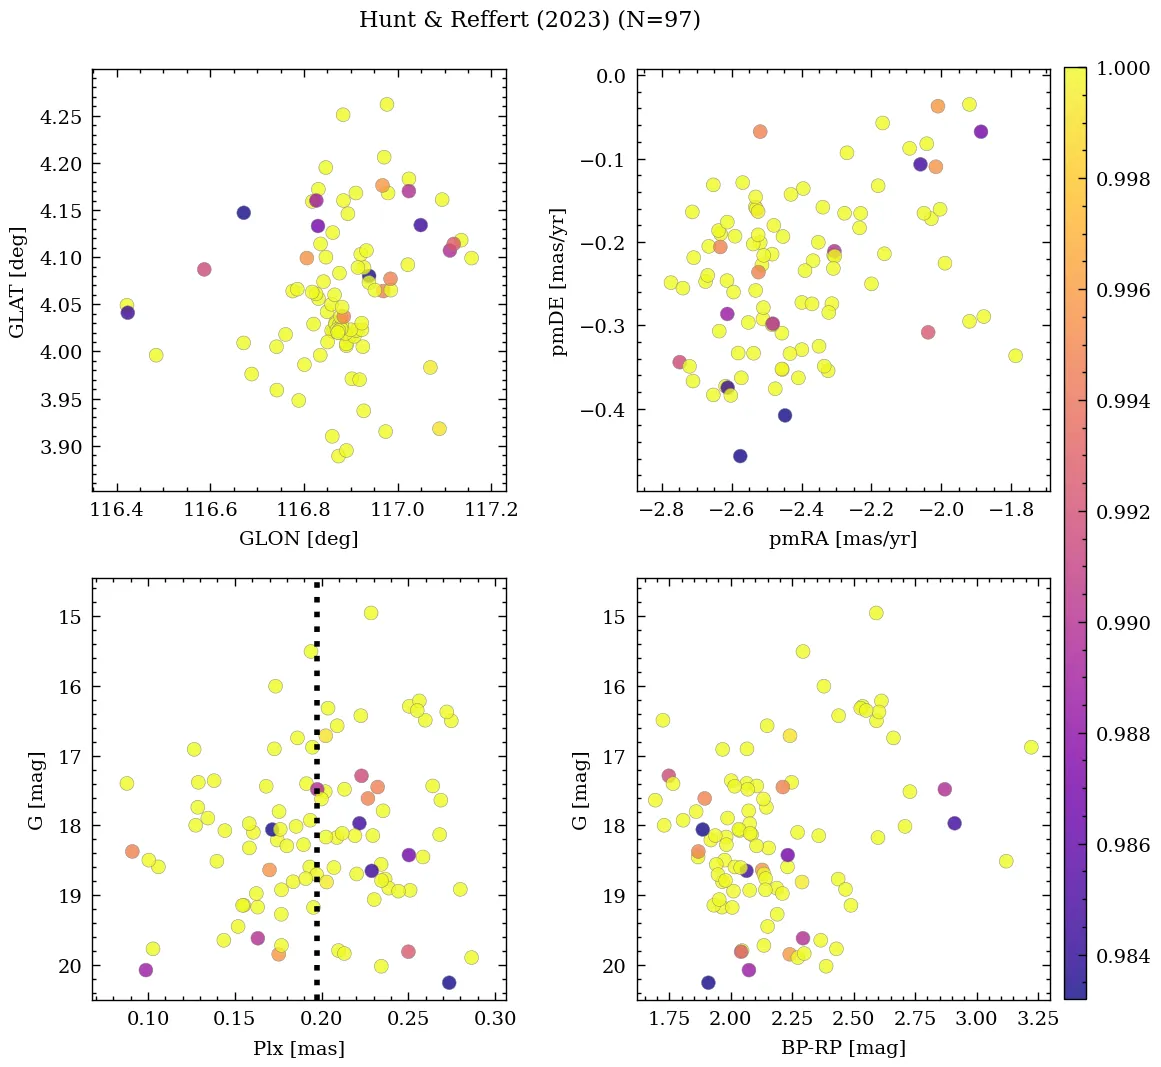 Hunt & Reffert (2023) (N=97)
4.25
4.20
4.15
4.10
4.05
4.00
3.95
3.90
GLAT [deg]
116.4 116.6 116.8 117.0 117.2
GLON [deg]
0.0
−0.1
−0.2
−0.3
−0.4
pmDE [mas/yr]
−2.8 −2.6 −2.4 −2.2 −2.0 −1.8
pmRA [mas/yr]
15
16
17
18
19
20
G [mag]
0.10 0.15 0.20 0.25 0.30
Plx [mas]
15
16
17
18
19
20
G [mag]
1.75 2.00 2.25 2.50 2.75 3.00 3.25
BP-RP [mag]
1.000
0.998
0.996
0.994
0.992
0.990
0.988
0.986
0.984